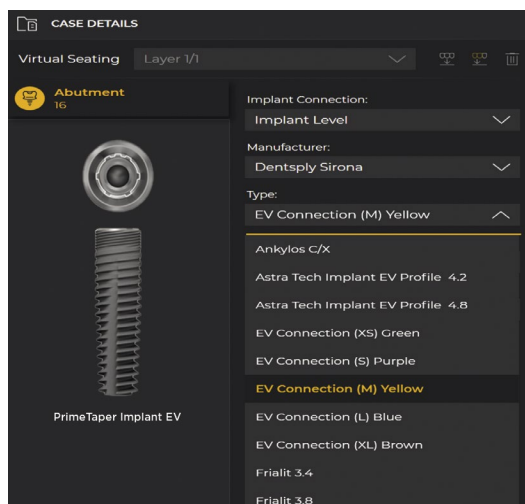 CASE DETAILS
Virtual Seating
Layer 1/1
Abutment
16
PrimeTaper Implant EV
Implant Connection:
Implant Level
Manufacturer:
Dentsply Sirona
Type:
EV Connection (M) Yellow
Ankylos C/X
Astra Tech Implant EV Profile 4.2
Astra Tech Implant EV Profile 4.8
EV Connection (XS) Green
EV Connection (S) Purple
EV Connection (M) Yellow
EV Connection (L) Blue
EV Connection (XL) Brown
Frialit 3.4
Frialit 3.8